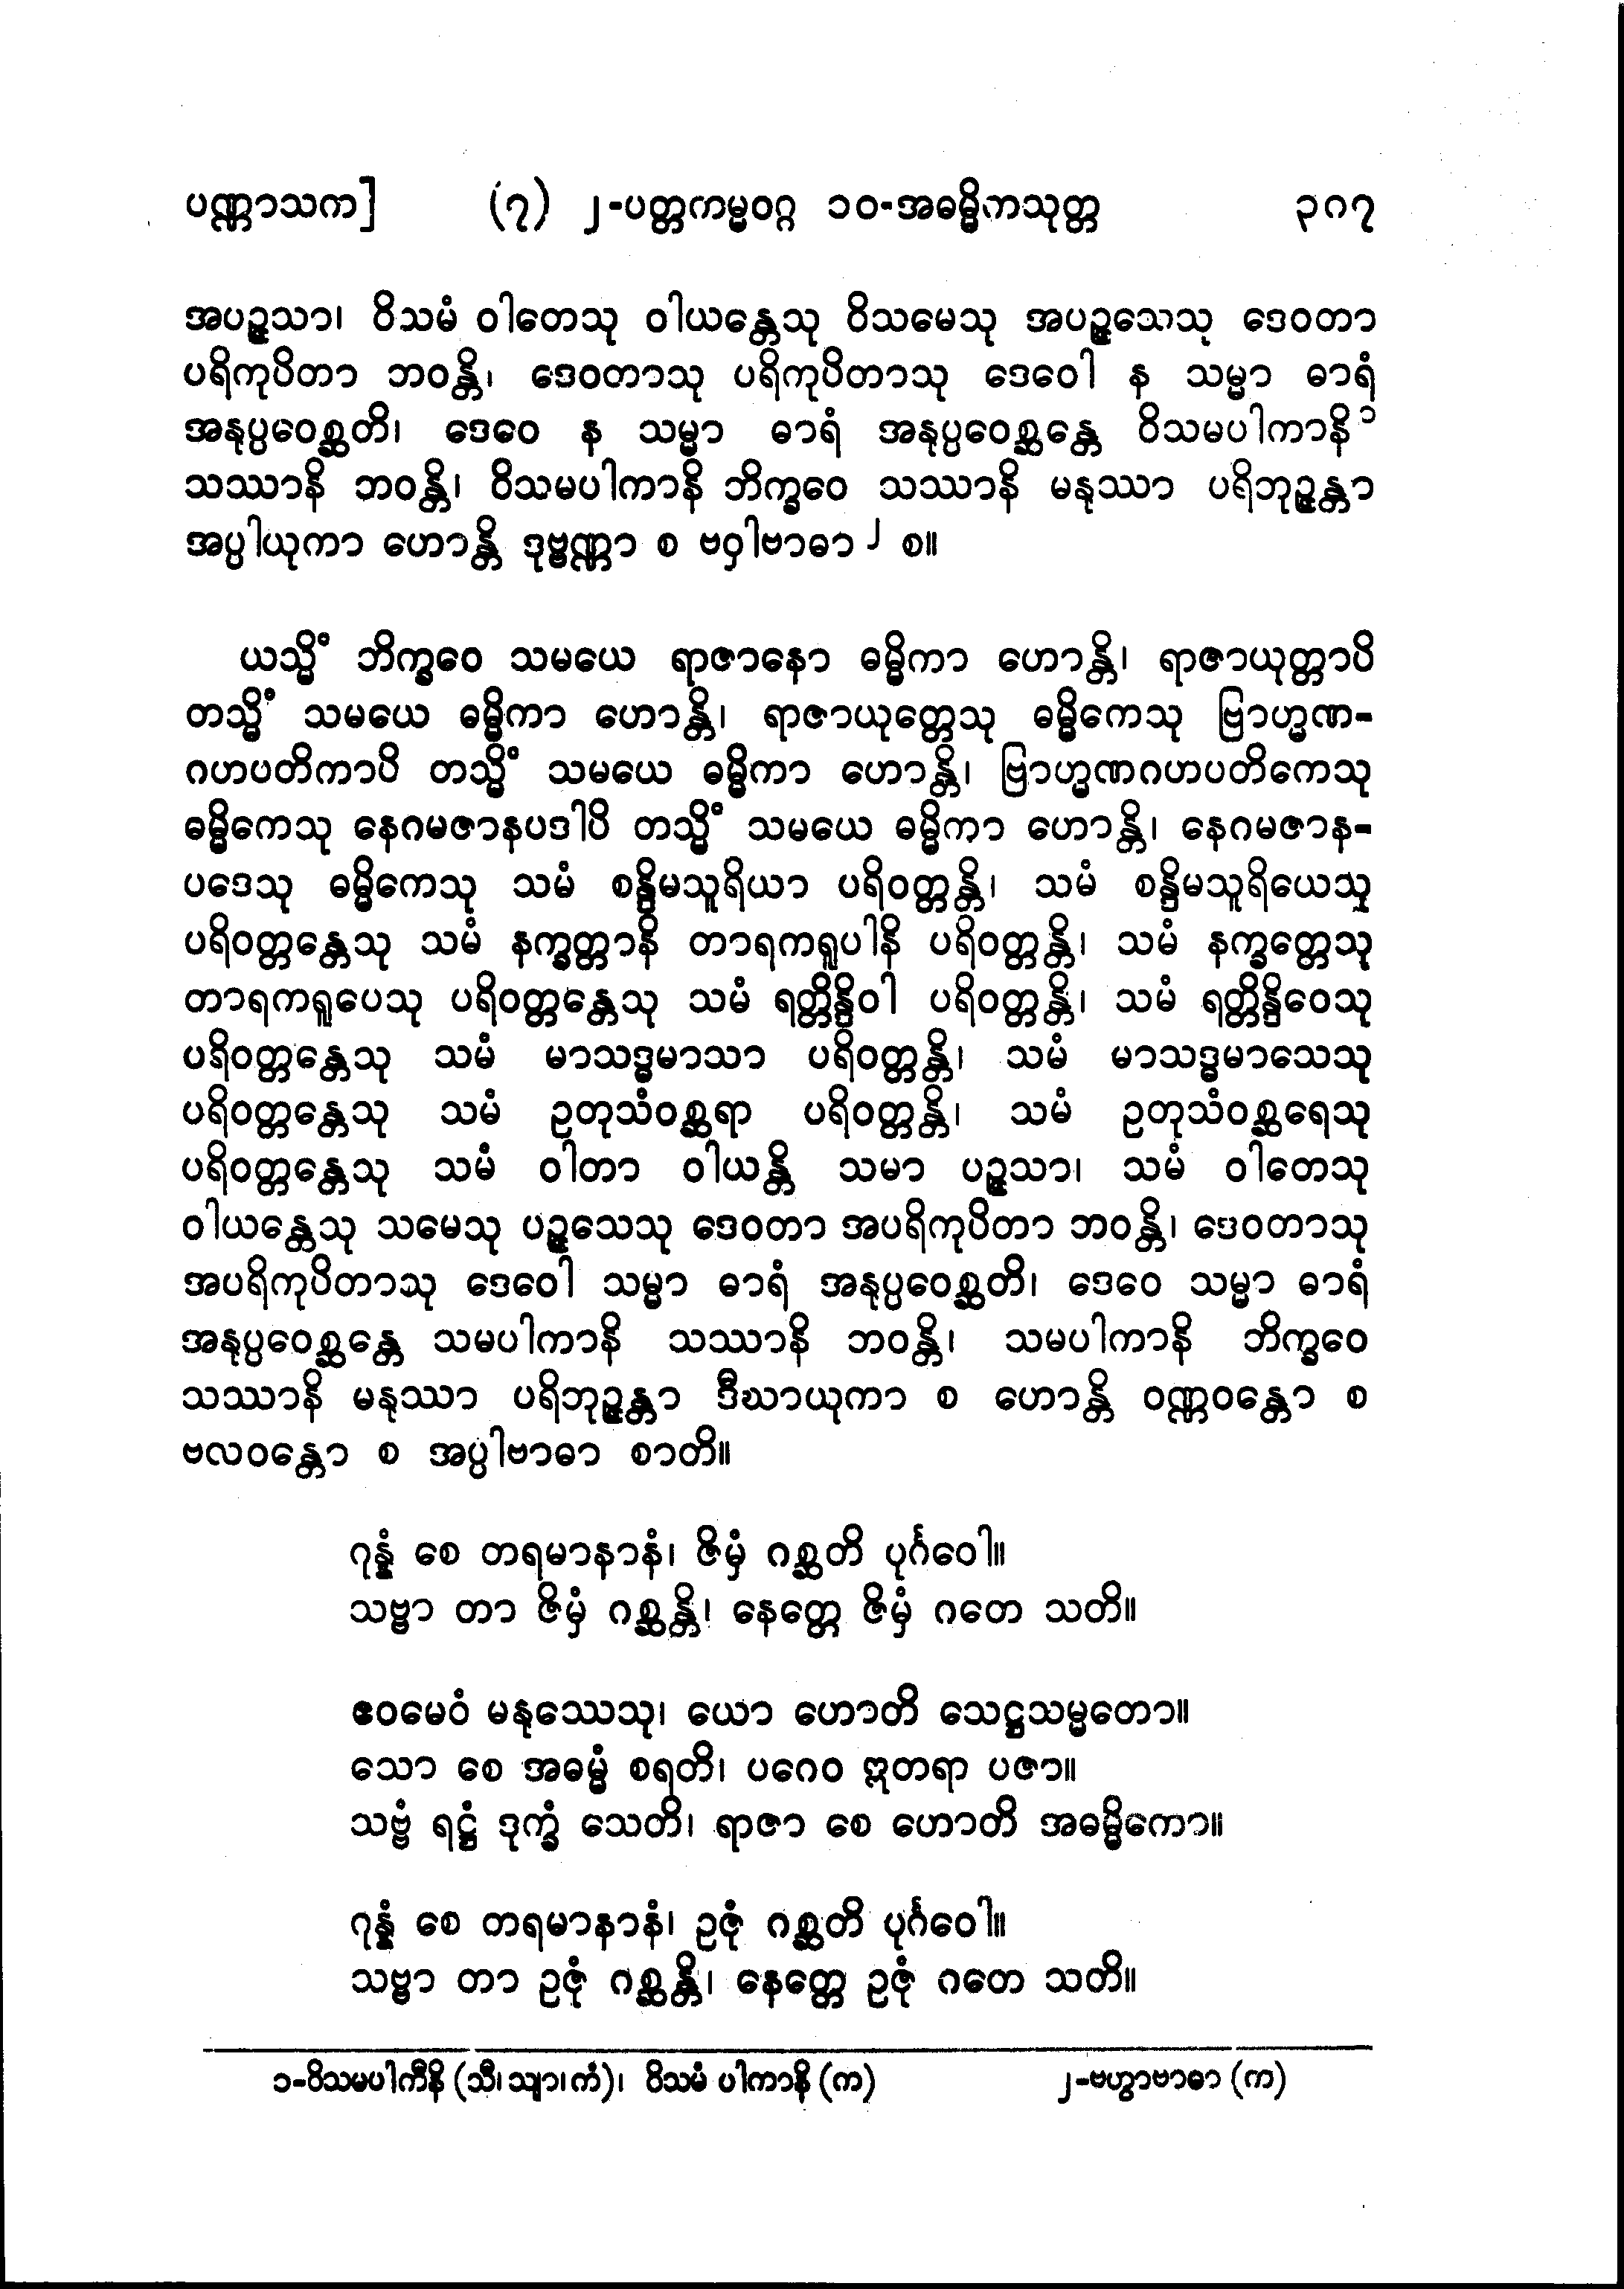 ပဏ္ဏာသက] (၇) ၂-ပတ္တကမ္မဝဂ္ဂ ၁၀-အဓမ္မိကသုတ္တ ၃၈၇
အပဉ္ဇသာ၊ ဝိသမံ ဝါတေသု ဝါယန္တေသု ဝိသမေသု အပဉ္ဇသေသု ဒေဝတာ
ပရိကုပိတာ ဘဝန္တိ၊ ဒေဝတာသု ပရိကုပိတာသု ဒေဝေါ န သမ္မာ ဓာရံ
အနုပ္ပဝေစ္ဆတိ၊ ဒေဝေ န သမ္မာ ဓာရံ အနုပ္ပဝေစ္ဆန္တေ ဝိသမပါကာနိ ၁
သဿာနိ ဘဝန္တိ၊ ဝိသမပါကာနိ ဘိက္ခဝေ သဿာနိ မနုဿာ ပရိဘုဉ္ဇန္တာ
အပ္ပါယုကာ ဟောန္တိ ဒုဗ္ဗဏ္ဏာ စ ဗဝှါဗာဓာ ၂ စ။
ယသ္မိံ ဘိက္ခဝေ သမယေ ရာဇာနော ဓမ္မိကာ ဟောန္တိ၊ ရာဇာယုတ္တာပိ
တသ္မိံ သမယေ ဓမ္မိကာ ဟောန္တိ၊ ရာဇာယုတ္တေသု ဓမ္မိကေသု ဗြာဟ္မဏ-
ဂဟပတိကာပိ တသ္မိံ သမယေ ဓမ္မိကာ ဟောန္တိ၊ ဗြာဟ္မဏဂဟပတိကေသု
ဓမ္မိကေသု နေဂမဇာနပဒါပိ တသ္မိံ သမယေ ဓမ္မိကာ ဟောန္တိ၊ နေဂမဇာန-
ပဒေသု ဓမ္မိကေသု သမံ စန္ဒိမသူရိယာ ပရိဝတ္တန္တိ၊ သမံ စန္ဒိမသူရိယေသု
ပရိဝတ္တန္တေသု သမံ နက္ခတ္တာနိ တာရကရူပါနိ ပရိဝတ္တန္တိ၊ သမံ နက္ခတ္တေသု
တာရကရူပေသု ပရိဝတ္တန္တေသု သမံ ရတ္တိန္ဒိဝါ ပရိဝတ္တန္တိ၊ သမံ ရတ္တိန္ဒိဝေသု
ပရိဝတ္တန္တေသု သမံ မာသဒ္ဓမာသာ ပရိဝတ္တန္တိ၊ သမံ မာသဒ္ဓမာသေသု
ပရိဝတ္တန္တေသု သမံ ဥတုသံဝစ္ဆရာ ပရိဝတ္တန္တိ၊ သမံ ဥတုသံဝစ္ဆရေသု
ပရိဝတ္တန္တေသု သမံ ဝါတာ ဝါယန္တိ သမာ ပဉ္ဇသာ၊ သမံ ဝါတေသု
ဝါယန္တေသု သမေသု ပဉ္ဇသေသု ဒေဝတာ အပရိကုပိတာ ဘဝန္တိ၊ ဒေဝတာသု
အပရိကုပိတာသု ဒေဝေါ သမ္မာ ဓာရံ အနုပ္ပဝေစ္ဆတိ၊ ဒေဝေ သမ္မာ ဓာရံ
အနုပ္ပဝေစ္ဆန္တေ သမပါကာနိ သဿာနိ ဘဝန္တိ၊ သမပါကာနိ ဘိက္ခဝေ
သဿာနိ မနုဿာ ပရိဘုဉ္ဇန္တာ ဒီဃာယုကာ စ ဟောန္တိ ဝဏ္ဏဝန္တော စ
ဗလဝန္တော စ အပ္ပါဗာဓာ စာတိ။
ဂုန္နံ စေ တရမာနာနံ၊ ဇိမှံ ဂစ္ဆတိ ပုင်္ဂဝေါ။
သဗ္ဗာ တာ ဇိမှံ ဂစ္ဆန္တိ၊ နေတ္တေ ဇိမှံ ဂတေ သတိ။
ဧဝမေဝံ မနုဿေသု၊ ယော ဟောတိ သေဋ္ဌသမ္မတော။
သော စေ အဓမ္မံ စရတိ၊ ပဂေဝ ဣတရာ ပဇာ။
သဗ္ဗံ ရဋ္ဌံ ဒုက္ခံ သေတိ၊ ရာဇာ စေ ဟောတိ အဓမ္မိကော။
ဂုန္နံ စေ တရမာနာနံ၊ ဥဇုံ ဂစ္ဆတိ ပုင်္ဂဝေါ။
သဗ္ဗာ တာ ဥဇုံ ဂစ္ဆန္တိ၊ နေတ္တေ ဥဇုံ ဂတေ သတိ။
၁-ဝိသမပါကီနိ (သီ၊ သျာ၊ ကံ)၊ ဝိသမံ ပါကာနိ (က) ၂-ဗဟွာဗာဓာ (က)